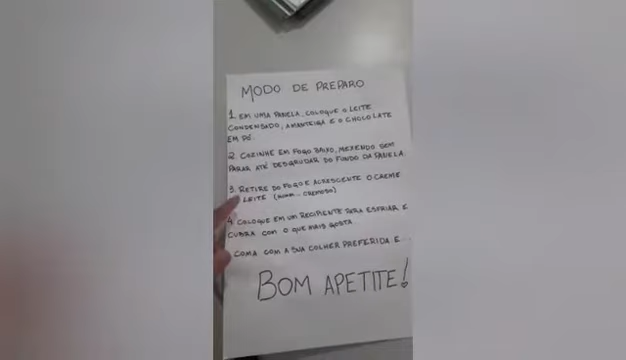 MODO DE PREPARO
1. EM UMA PANELA, COLOQUE O LEITE
CONDENSADO, A MANTEIGA E O CHOCOLATE
EM PÓ.
2. COZINHE EM FOGO BAIXO, MEXENDO SEM
PARAR ATÉ DESGRUDAR DO FUNDO DA PANELA.
3. RETIRE DO FOGO E ACRESCENTE O CREME
LEITE (HUM... CREMOSO)
4. COLOQUE EM UM RECIPIENTE PARA ESFRIAR E
CUBRA COM O QUE MAIS GOSTA
COMA COM A SUA COLHER PREFERIDA E...
BOM APETITE!